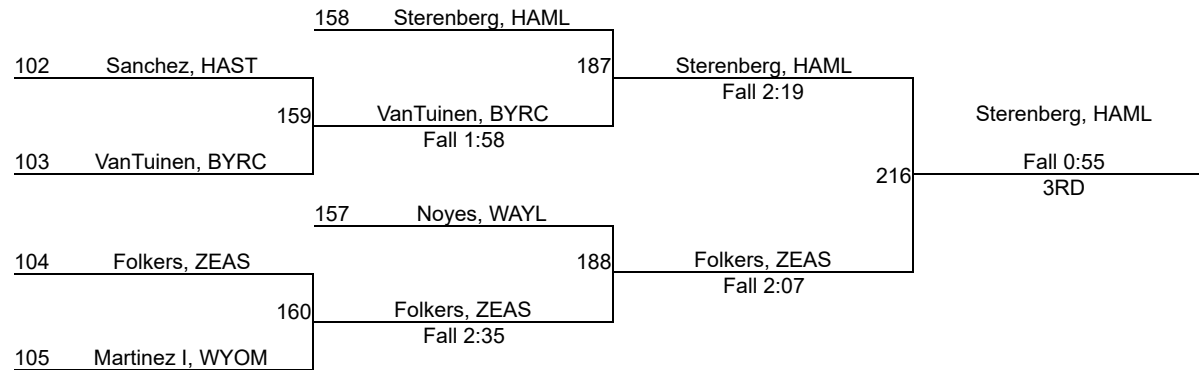 158 Sterenberg, HAML
102 Sanchez, HAST
187 Sterenberg, HAML
Fall 2:19
159 VanTuinen, BYRC
Fall 1:58
Sterenberg, HAML
103 VanTuinen, BYRC
Fall 0:55
216
3RD
157 Noyes, WAYL
104 Folkers, ZEAS
188 Folkers, ZEAS
Fall 2:07
160 Folkers, ZEAS
Fall 2:35
105 Martinez I, WYOM